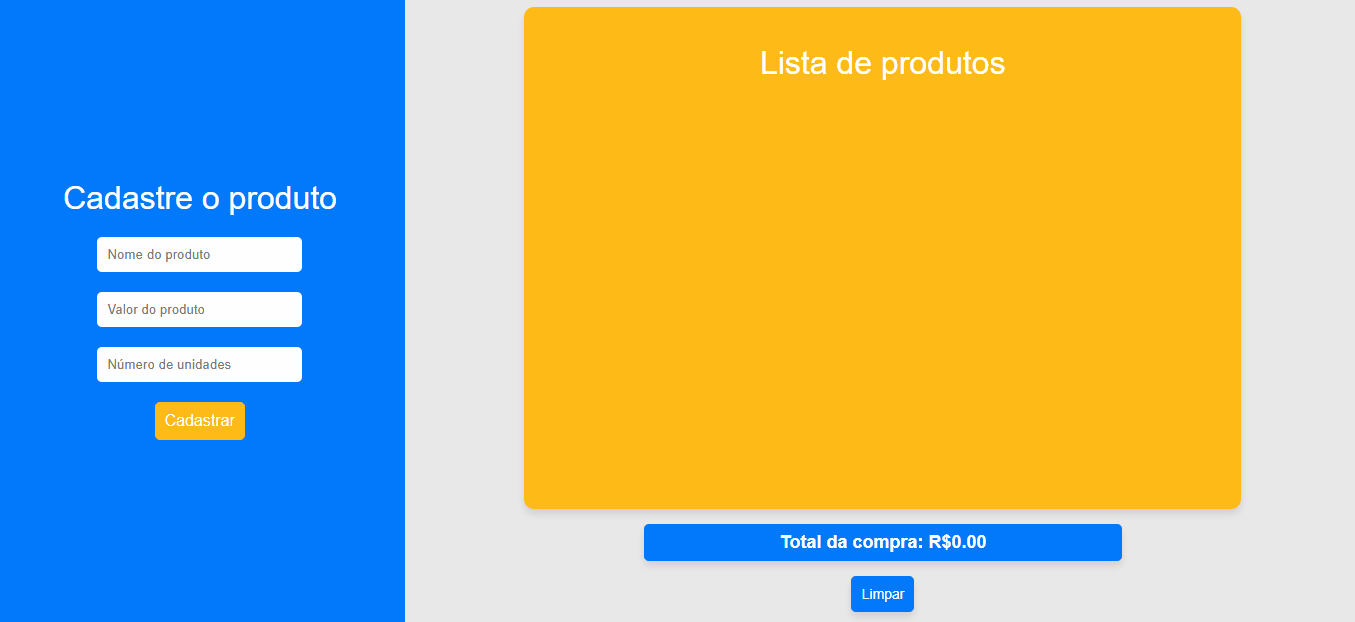 Cadastre o produto
Nome do produto
Valor do produto
Número de unidades
Cadastrar
Lista de produtos
Total da compra: R$0.00
Limpar